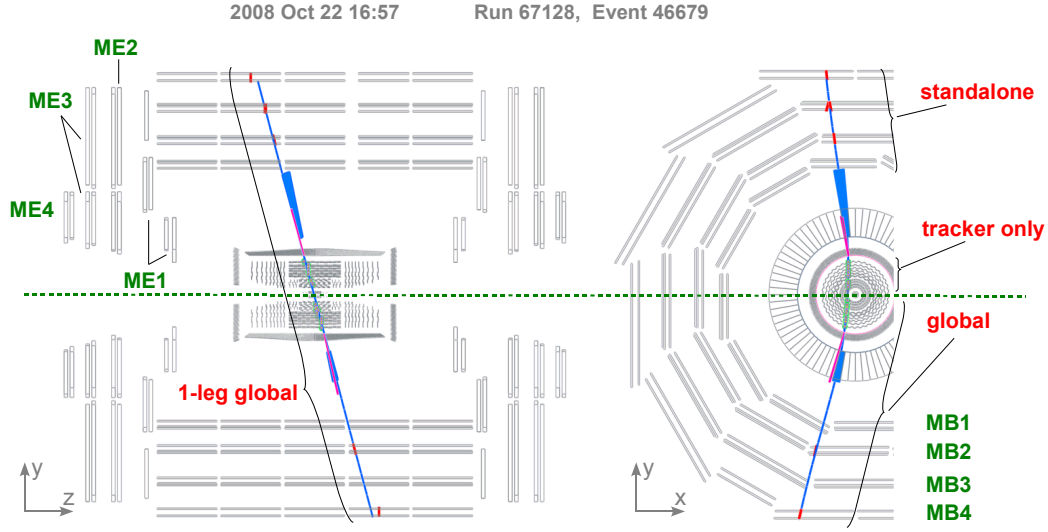 2008 Oct 22 16:57 Run 67128, Event 46679
ME2
ME3
ME4
ME1
1-leg global
y
z
standalone
tracker only
global
MB1
MB2
MB3
MB4
y
x